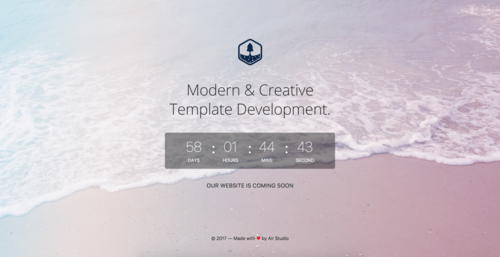 Modern & Creative
Template Development.
58 : 01 : 44 : 43
DAYS HOURS MINS SECOND
OUR WEBSITE IS COMING SOON
© 2017 — Made with ❤ by Air Studio